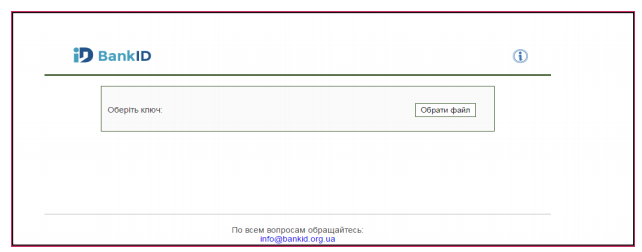 BankID
Оберіть ключ:
Обрати файл
По всем вопросам обращайтесь:
info@bankid.org.ua